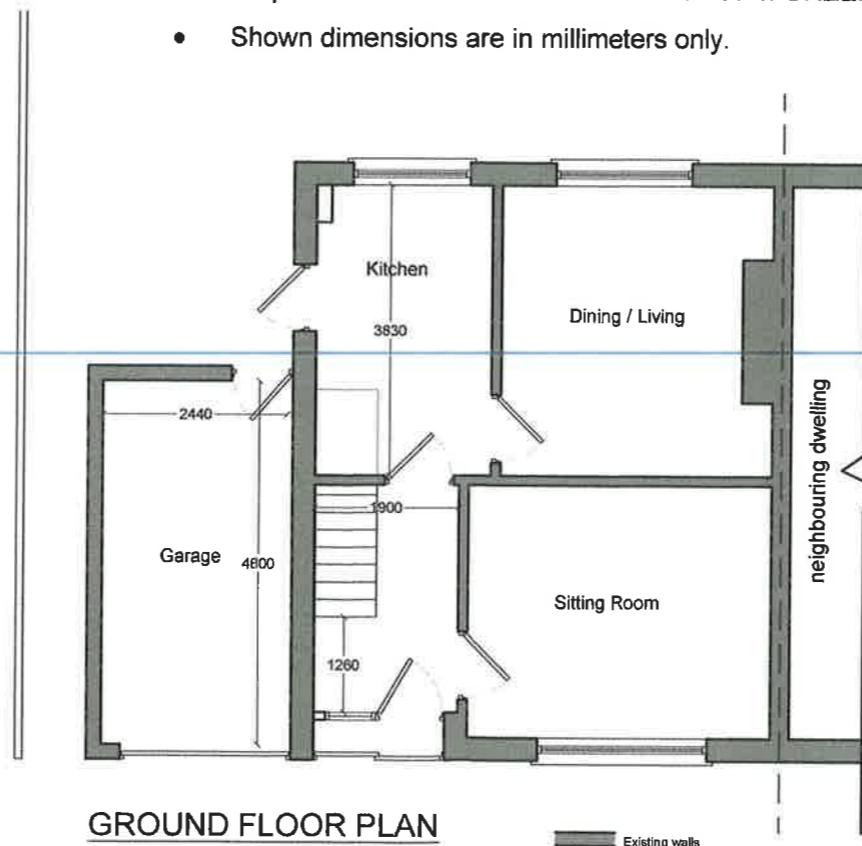 • Shown dimensions are in millimeters only.
Kitchen
3830
Dining / Living
2440
neighbouring dwelling
1900
Garage
4800
Sitting Room
1260
GROUND FLOOR PLAN
Existing walls